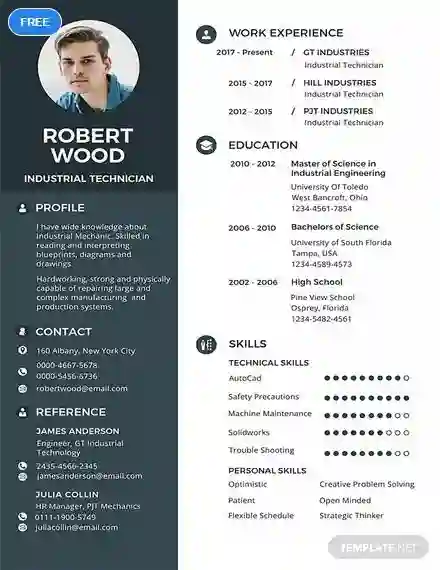 FREE
ROBERT
WOOD
INDUSTRIAL TECHNICIAN
PROFILE
I have wide knowledge about
Industrial Mechanic. Skilled in
reading and interpreting
blueprints, diagrams and
drawings
Hardworking, strong and physically
capable of repairing large and
complex manufacturing and
production systems.
CONTACT
160 Albany, New York City
0000-4667-5678
0000-5456-6736
robertwood@email.com
REFERENCE
JAMES ANDERSON
Engineer, GT Industrial
Technology
2435-4566-2345
jamesanderson@email.com
JULIA COLLIN
HR Manager, PJT Mechanics
0111-1900-5749
juliacollin@email.com
WORK EXPERIENCE
2017 - Present / GT INDUSTRIES
Industrial Technician
2015 - 2017 / HILL INDUSTRIES
Industrial Technician
2012 - 2015 / PJT INDUSTRIES
Industrial Technician
EDUCATION
2010 - 2012 Master of Science in
Industrial Engineering
University Of Toledo
West Bancroft, Ohio
1234-4561-7854
2006 - 2010 Bachelors of Science
University of South Florida
Tampa, USA
1234-4589-4573
2002 - 2006 High School
Pine View School
Osprey, Florida
1234-5482-4561
SKILLS
TECHNICAL SKILLS
AutoCad
Safety Precautions
Machine Maintenance
Solidworks
Trouble Shooting
PERSONAL SKILLS
Optimistic Creative Problem Solving
Patient Open Minded
Flexible Schedule Strategic Thinker
TEMPLATE.NET